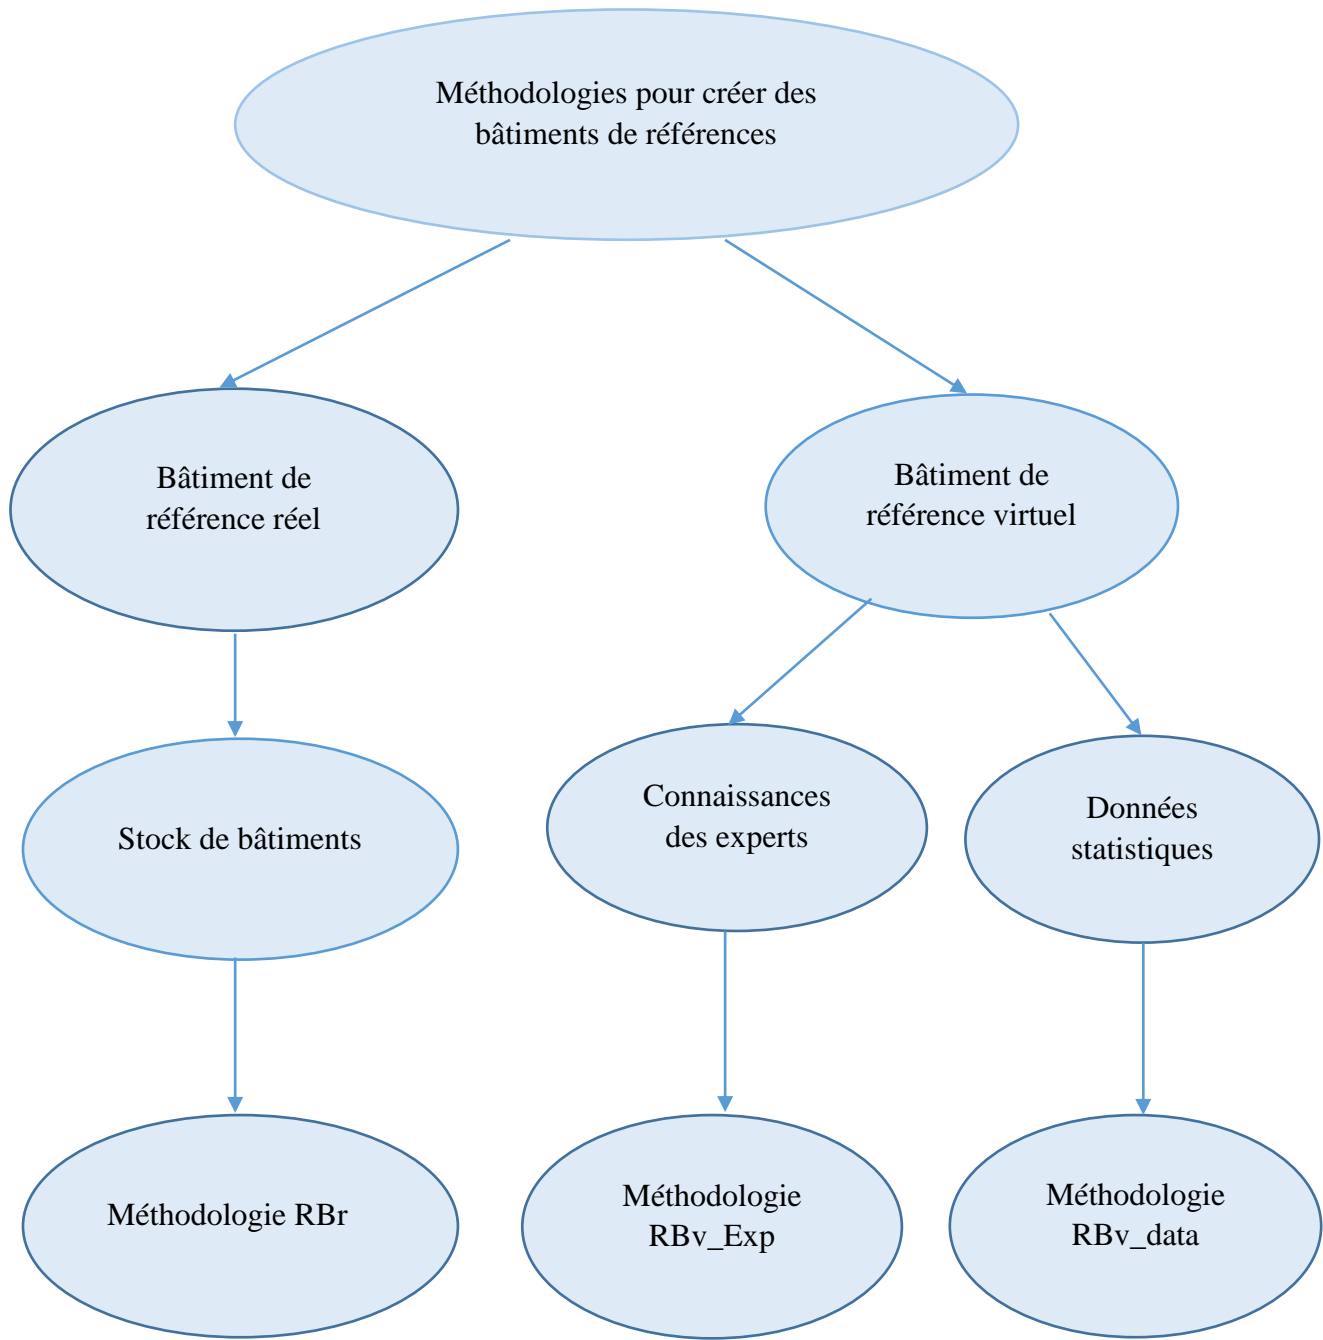 Méthodologies pour créer des
bâtiments de références
Bâtiment de
référence réel
Bâtiment de
référence virtuel
Stock de bâtiments
Connaissances
des experts
Données
statistiques
Méthodologie RBr
Méthodologie
RBv_Exp
Méthodologie
RBv_data